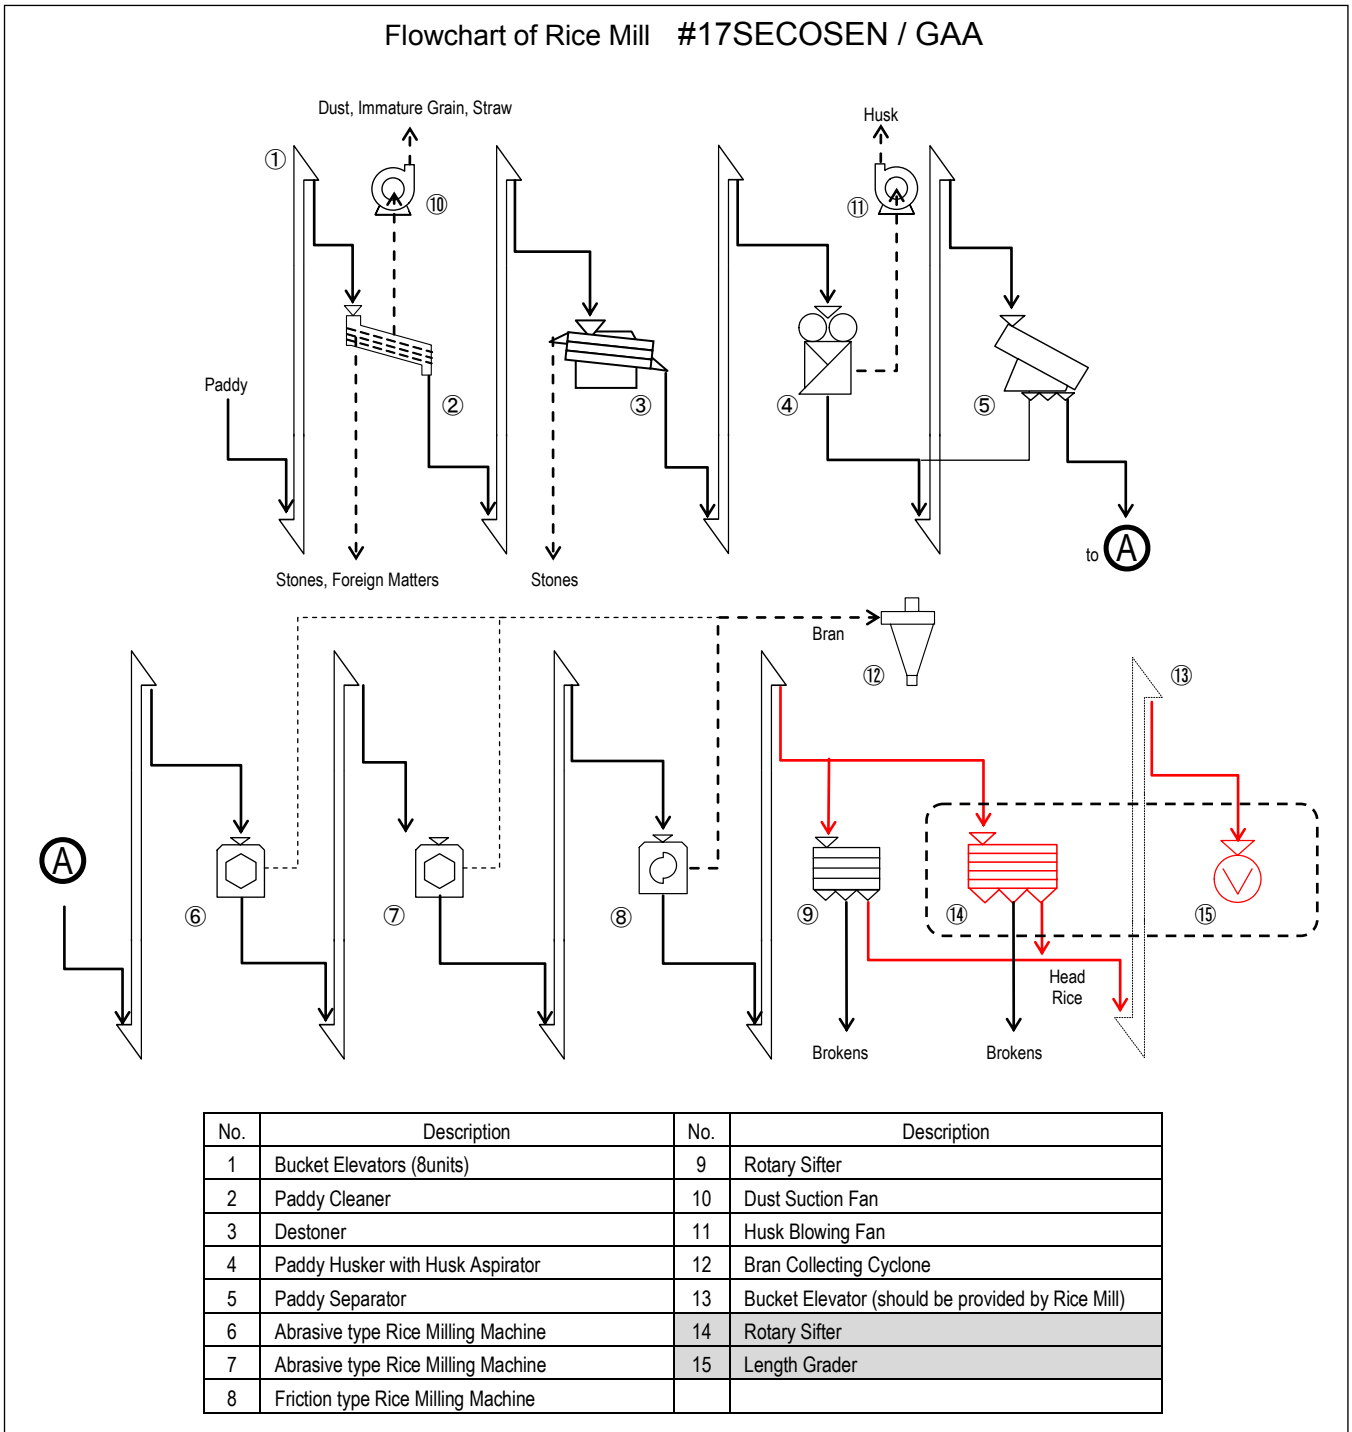 Flowchart of Rice Mill #17SECOSEN / GAA
Dust, Immature Grain, Straw
Husk
①
⑩
⑪
Paddy
②
③
④
⑤
to Ⓐ
Stones, Foreign Matters
Stones
Bran
⑫
⑬
Ⓐ
⑥
⑦
⑧
⑨
⑭
⑮
Head
Rice
Brokens
Brokens
No. Description No. Description
1 Bucket Elevators (8units) 9 Rotary Sifter
2 Paddy Cleaner 10 Dust Suction Fan
3 Destoner 11 Husk Blowing Fan
4 Paddy Husker with Husk Aspirator 12 Bran Collecting Cyclone
5 Paddy Separator 13 Bucket Elevator (should be provided by Rice Mill)
6 Abrasive type Rice Milling Machine 14 Rotary Sifter
7 Abrasive type Rice Milling Machine 15 Length Grader
8 Friction type Rice Milling Machine